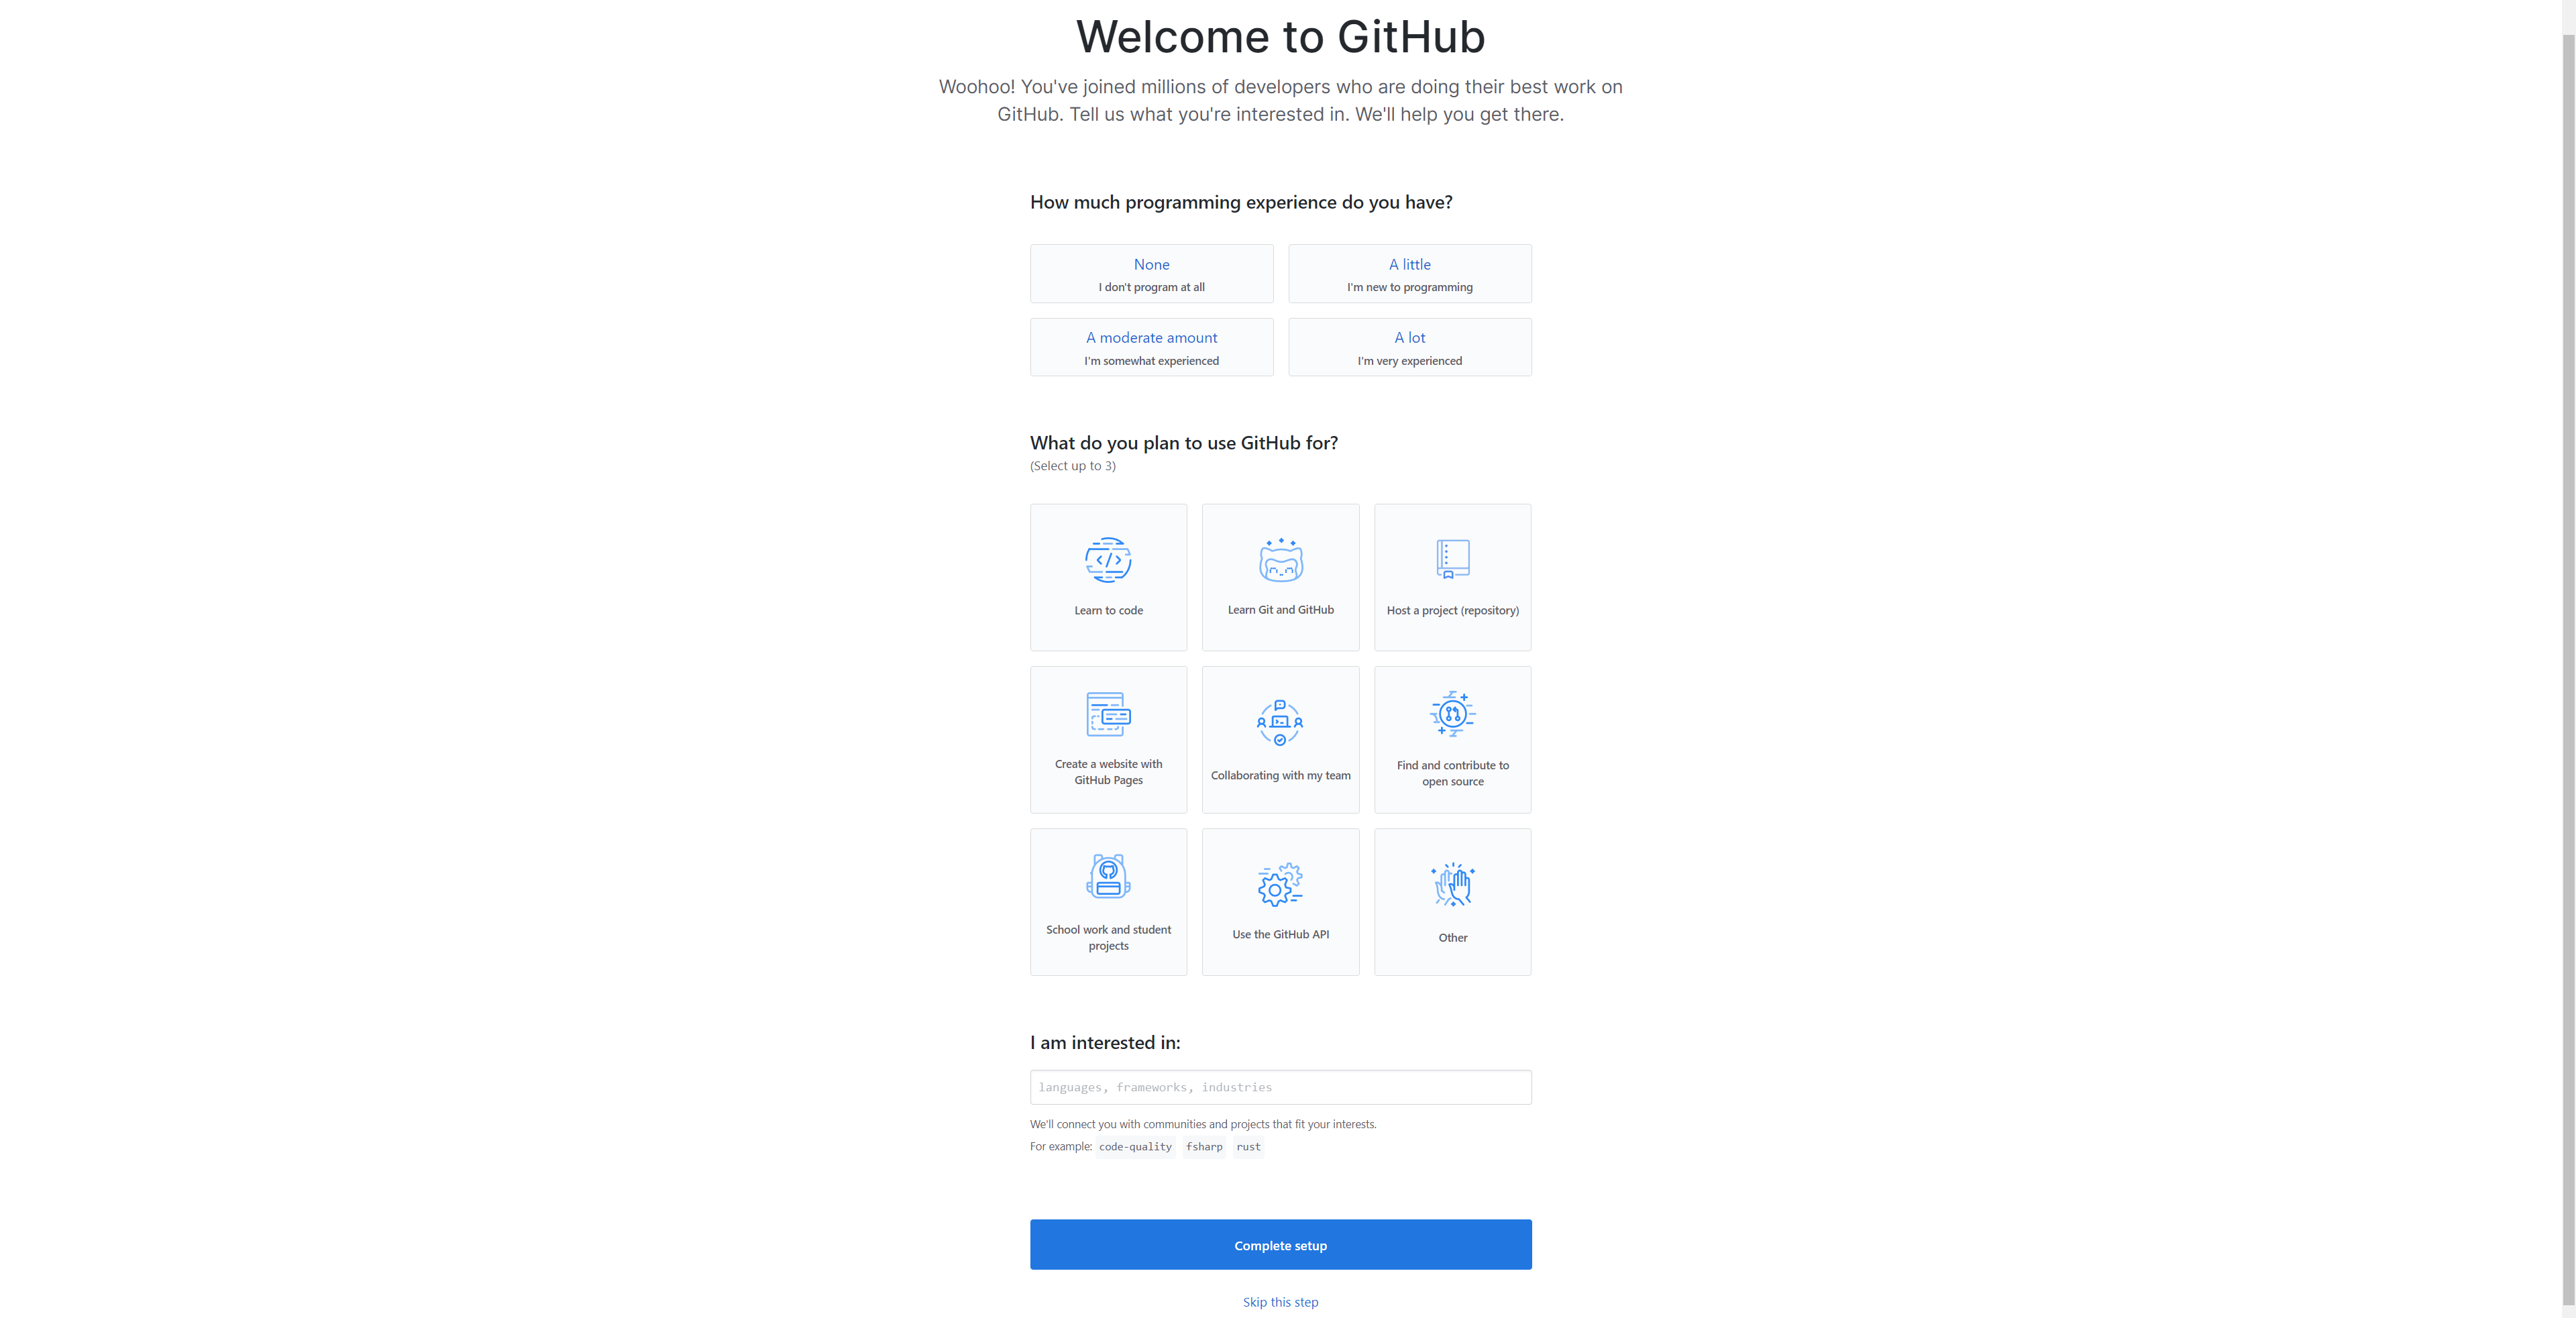 Welcome to GitHub
Woohoo! You've joined millions of developers who are doing their best work on
GitHub. Tell us what you're interested in. We'll help you get there.
How much programming experience do you have?
None
I don't program at all
A little
I'm new to programming
A moderate amount
I'm somewhat experienced
A lot
I'm very experienced
What do you plan to use GitHub for?
(Select up to 3)
Learn to code
Learn Git and GitHub
Host a project (repository)
Create a website with
GitHub Pages
Collaborating with my team
Find and contribute to
open source
School work and student
projects
Use the GitHub API
Other
I am interested in:
languages, frameworks, industries
We'll connect you with communities and projects that fit your interests.
For example: code-quality fsharp rust
Complete setup
Skip this step